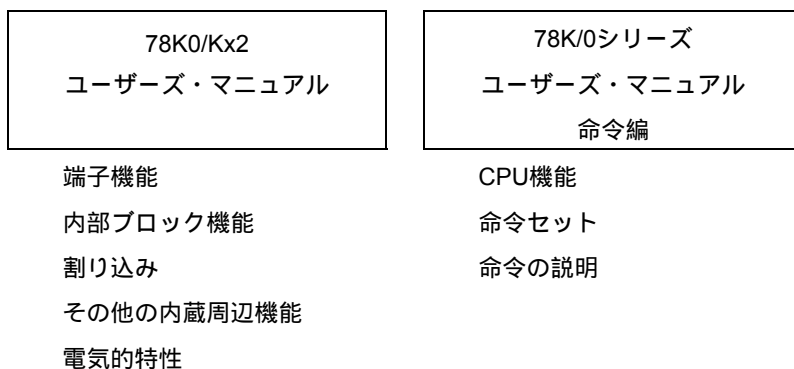 78K0/Kx2
ユーザーズ・マニュアル
78K/0シリーズ
ユーザーズ・マニュアル
命令編
端子機能
内部ブロック機能
割り込み
その他の内蔵周辺機能
電気的特性
CPU機能
命令セット
命令の説明